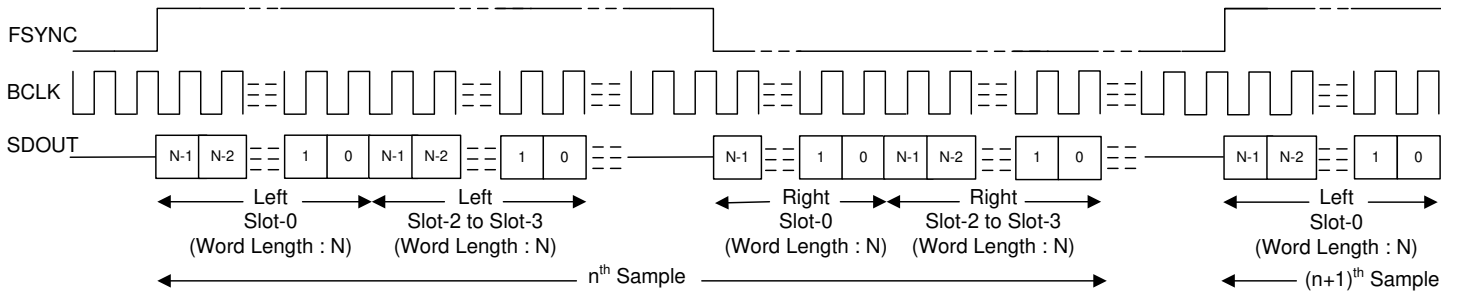 FSYNC
BCLK
SDOUT
N-1 N-2 1 0 N-1 N-2 1 0 N-1 1 0 N-1 N-2 1 0 N-1 N-2 1 0
Left Left Right Right Left
Slot-0 Slot-2 to Slot-3 Slot-0 Slot-2 to Slot-3 Slot-0
(Word Length : N) (Word Length : N) (Word Length : N) (Word Length : N) (Word Length : N)
nth Sample (n+1)th Sample